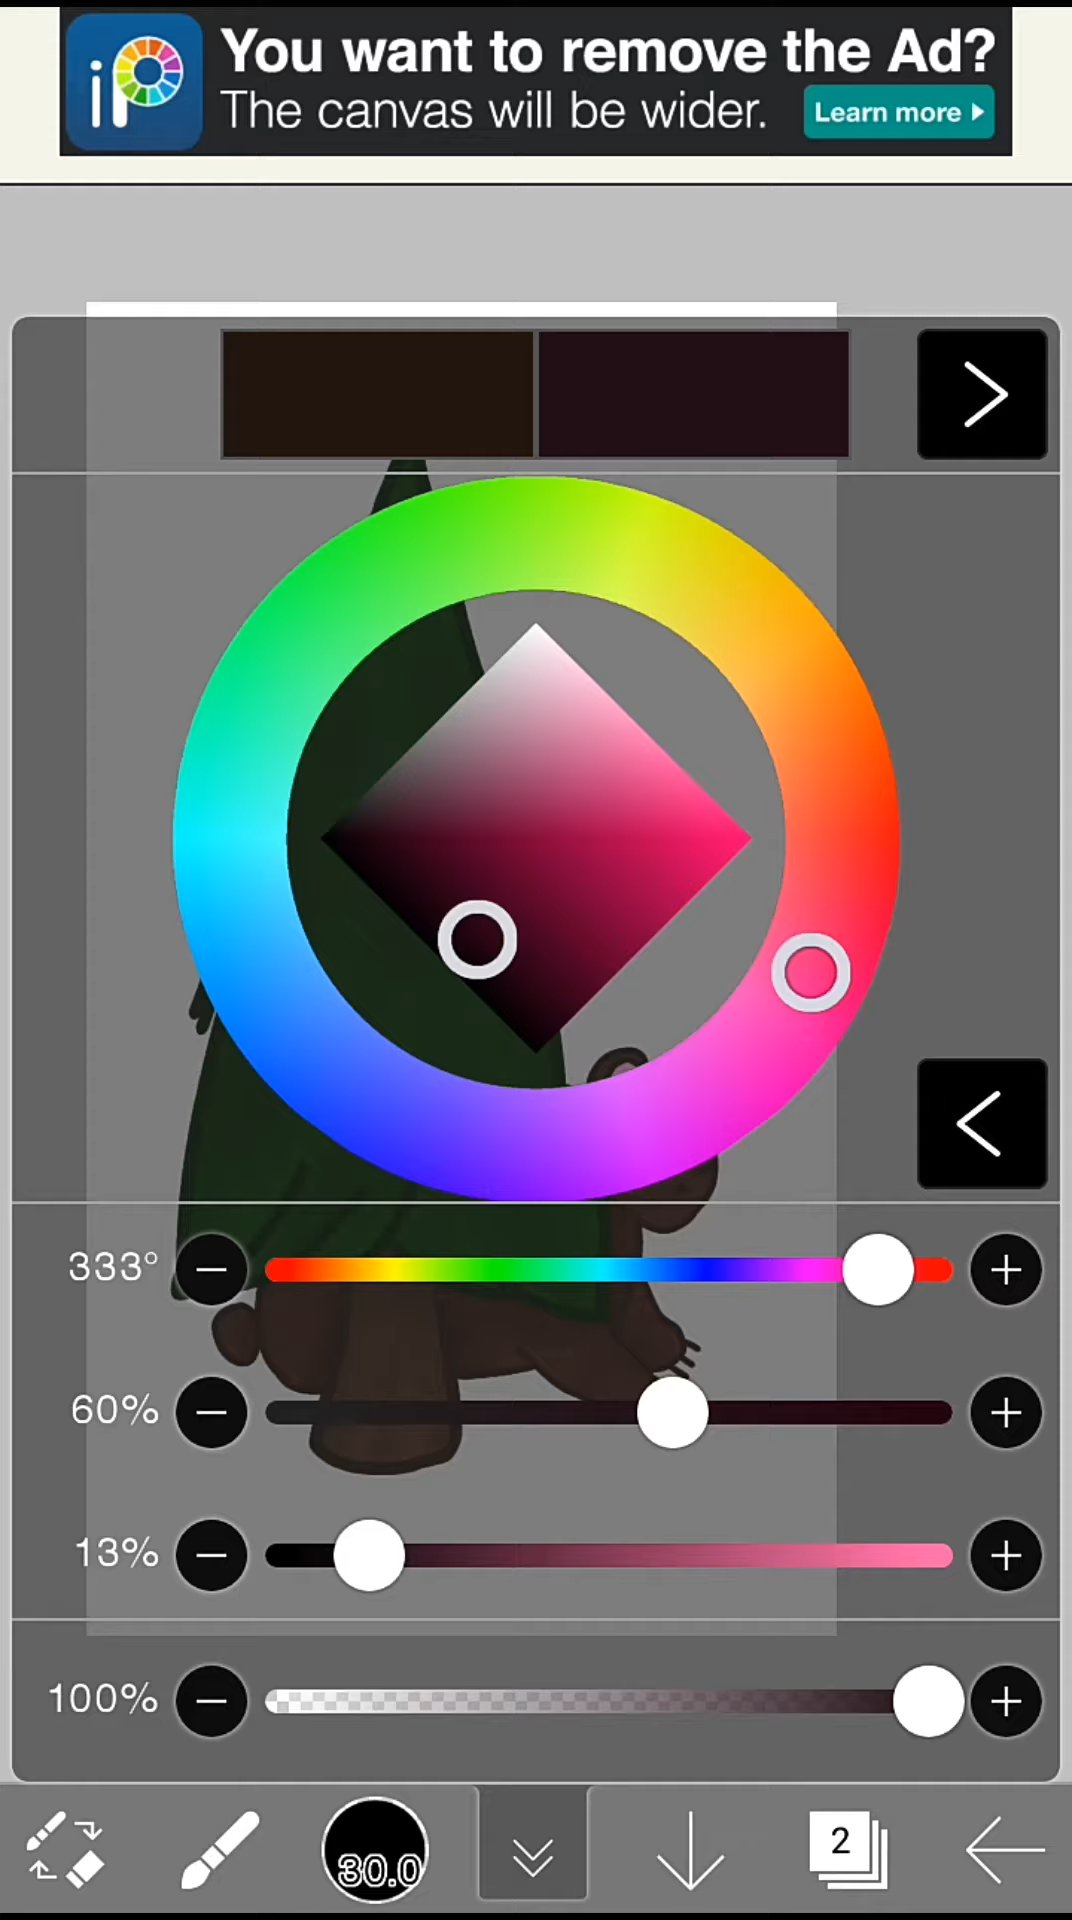 iP
You want to remove the Ad?
The canvas will be wider.
Learn more
333°
60%
13%
100%
30.0
2